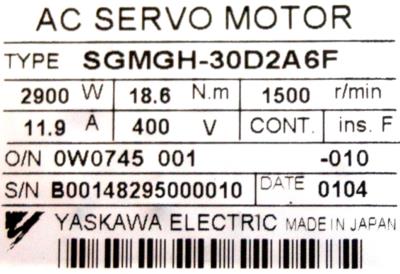 AC SERVO MOTOR
TYPE SGMGH-30D2A6F
2900 W 18.6 N.m 1500 r/min
11.9 A 400 V CONT. ins. F
O/N 0W0745 001 -010
S/N B00148295000010 DATE 0104
YASKAWA ELECTRIC MADE IN JAPAN